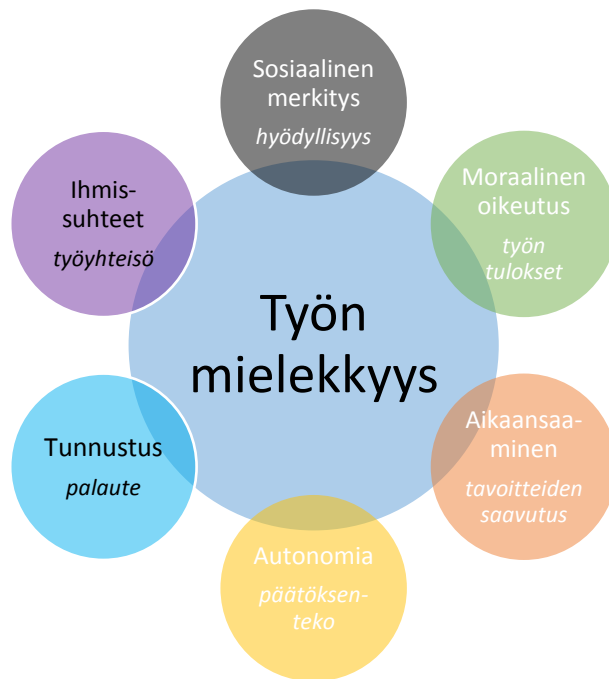 Sosiaalinen
merkitys
hyödyllisyys
Moraalinen
oikeutus
työn
tulokset
Aikaansaa-
minen
tavoitteiden
saavutus
Autonomia
päätöksen-
teko
Tunnustus
palaute
Ihmis-
suhteet
työyhteisö
Työn
mielekkyys